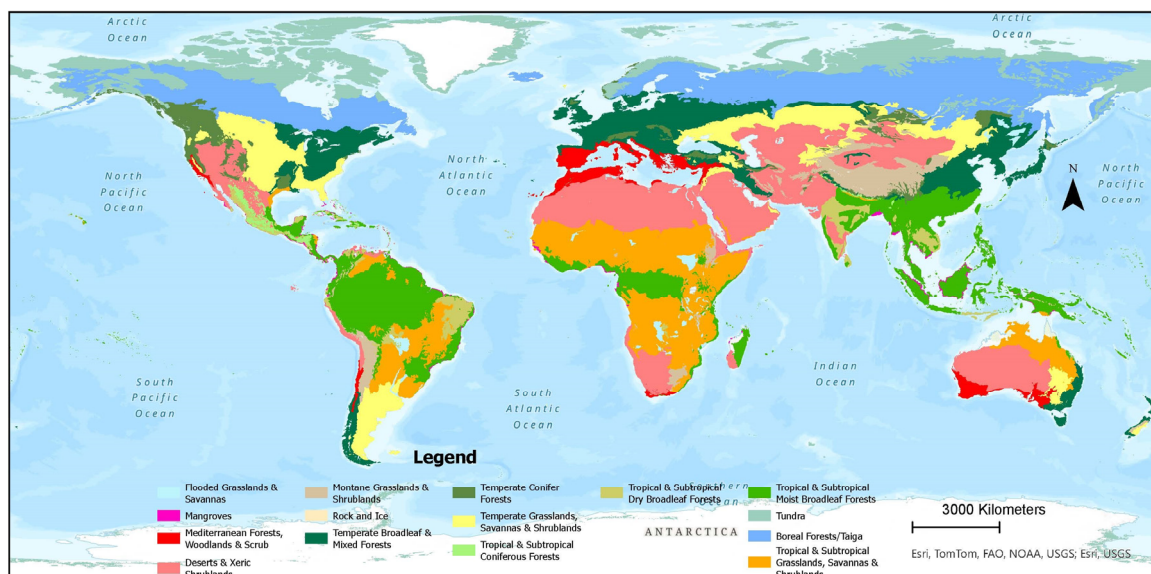 Arctic
Ocean
Arctic
Ocean
North
Pacific
Ocean
North
Atlantic
Ocean
N
North
Pacific
Ocean
South
Pacific
Ocean
South
Atlantic
Ocean
Indian
Ocean
Legend
Flooded Grasslands &
Savannas
Mangroves
Mediterranean Forests,
Woodlands & Scrub
Deserts & Xeric
Shrublands
Montane Grasslands &
Shrublands
Rock and Ice
Temperate Broadleaf &
Mixed Forests
Temperate Conifer
Forests
Temperate Grasslands,
Savannas & Shrublands
Tropical & Subtropical
Coniferous Forests
Tropical & Subtropical
Dry Broadleaf Forests
Tropical & Subtropical
Moist Broadleaf Forests
Tundra
Boreal Forests/Taiga
Tropical & Subtropical
Grasslands, Savannas &
Shrublands
Ocean
ANTARCTICA
3000 Kilometers
Esri, TomTom, FAO, NOAA, USGS; Esri, USGS